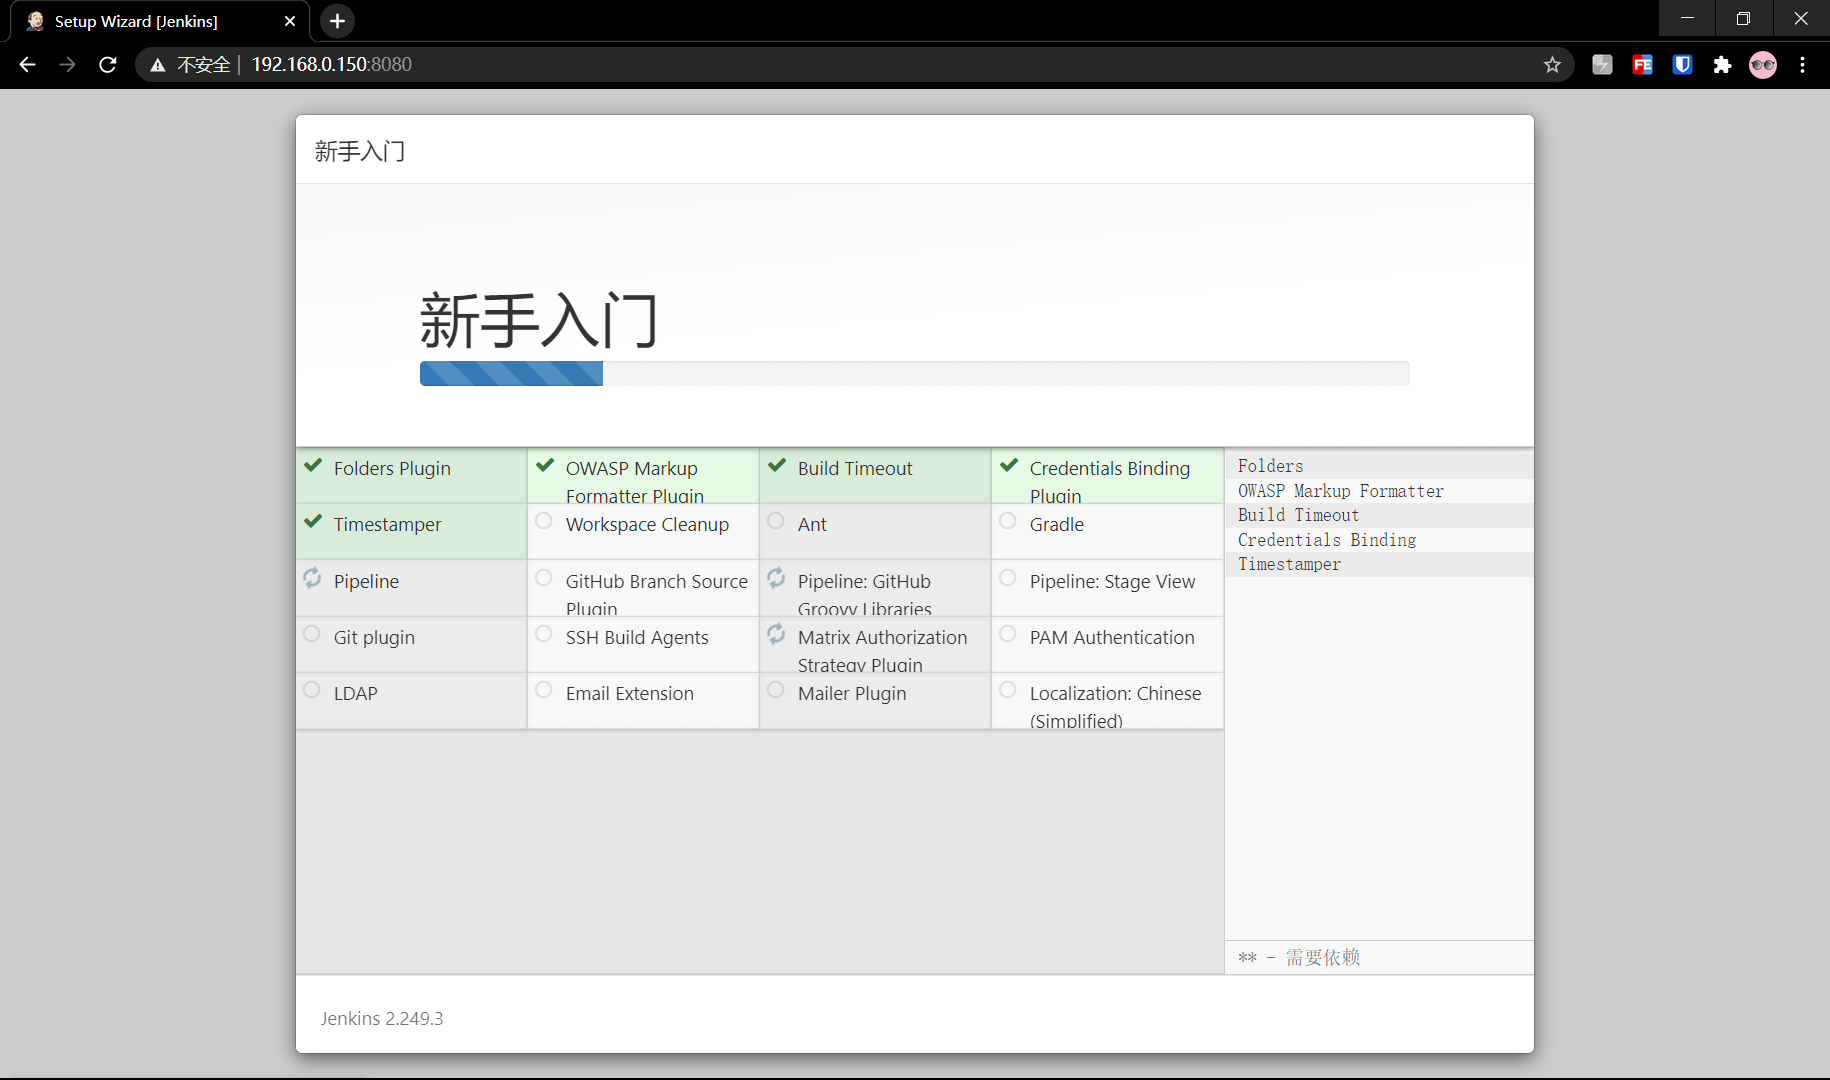 Setup Wizard [Jenkins]
不安全 192.168.0.150:8080
FE
新手入门
新手入门
Folders Plugin
OWASP Markup
Formatter Plugin
Build Timeout
Credentials Binding
Plugin
Timestamper
Workspace Cleanup
Ant
Gradle
Pipeline
GitHub Branch Source
Plugin
Pipeline: GitHub
Groovy Libraries
Pipeline: Stage View
Git plugin
SSH Build Agents
Matrix Authorization
Strategy Plugin
PAM Authentication
LDAP
Email Extension
Mailer Plugin
Localization: Chinese
(Simplified)
Folders
OWASP Markup Formatter
Build Timeout
Credentials Binding
Timestamper
** - 需要依赖
Jenkins 2.249.3